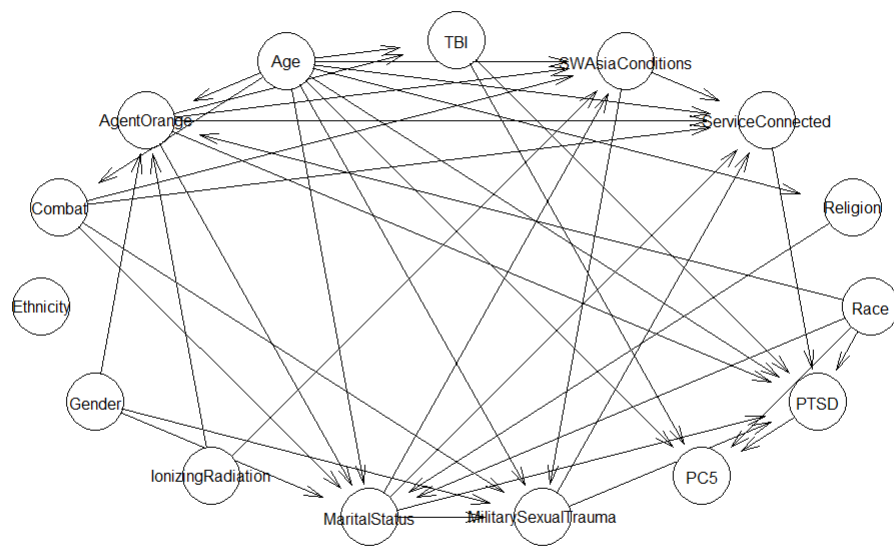 TBI
Age
SWAsiaConditions
AgentOrange
ServiceConnected
Combat
Religion
Ethnicity
Race
Gender
PTSD
IonizingRadiation
PC5
MaritalStatus
MilitarySexualTrauma